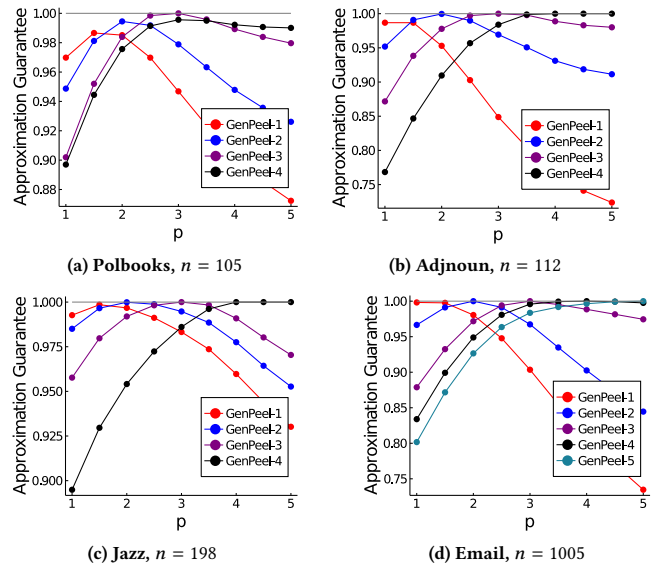 Approximation Guarantee
1.00
0.98
0.96
0.94
0.92
0.90
0.88
GenPeel-1
GenPeel-2
GenPeel-3
GenPeel-4
1 2 3 4 5
p
(a) Polbooks, n = 105
Approximation Guarantee
1.00
0.95
0.90
0.85
0.80
0.75
GenPeel-1
GenPeel-2
GenPeel-3
GenPeel-4
1 2 3 4 5
p
(b) Adjnoun, n = 112
Approximation Guarantee
1.000
0.975
0.950
0.925
0.900
GenPeel-1
GenPeel-2
GenPeel-3
GenPeel-4
1 2 3 4 5
p
(c) Jazz, n = 198
Approximation Guarantee
1.00
0.95
0.90
0.85
0.80
0.75
GenPeel-1
GenPeel-2
GenPeel-3
GenPeel-4
GenPeel-5
1 2 3 4 5
p
(d) Email, n = 1005